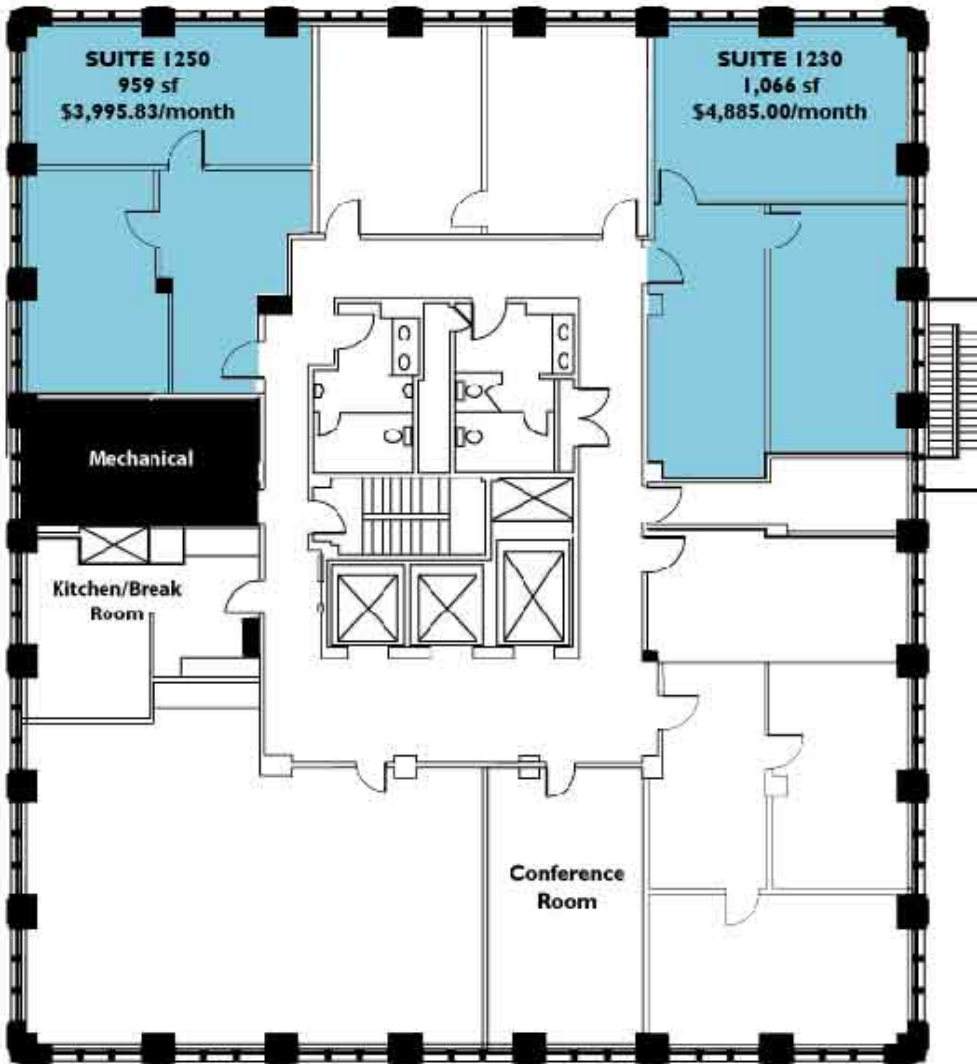 SUITE 1250
959 sf
$3,995.83/month
SUITE 1230
1,066 sf
$4,885.00/month
Mechanical
Kitchen/Break
Room
Conference
Room